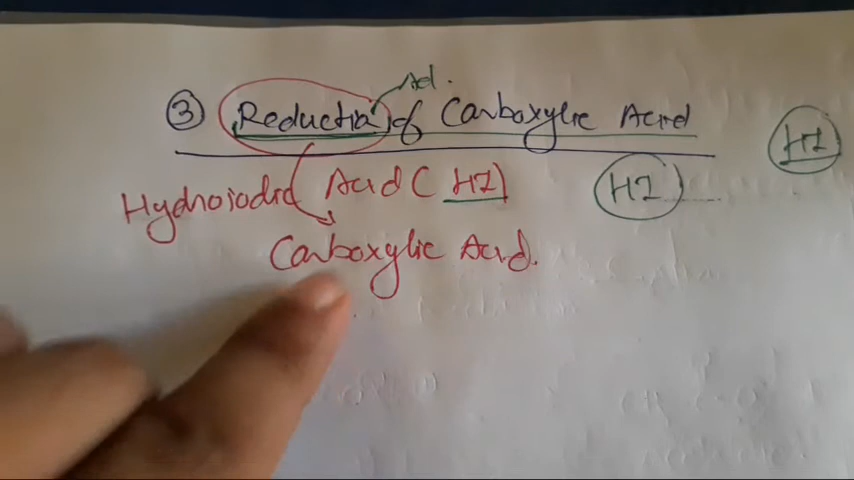 ③ Reduction of Carboxylic Acid
Ad.
HI
Hydroiodic Acid (HI)
HI
Carboxylic Acid.